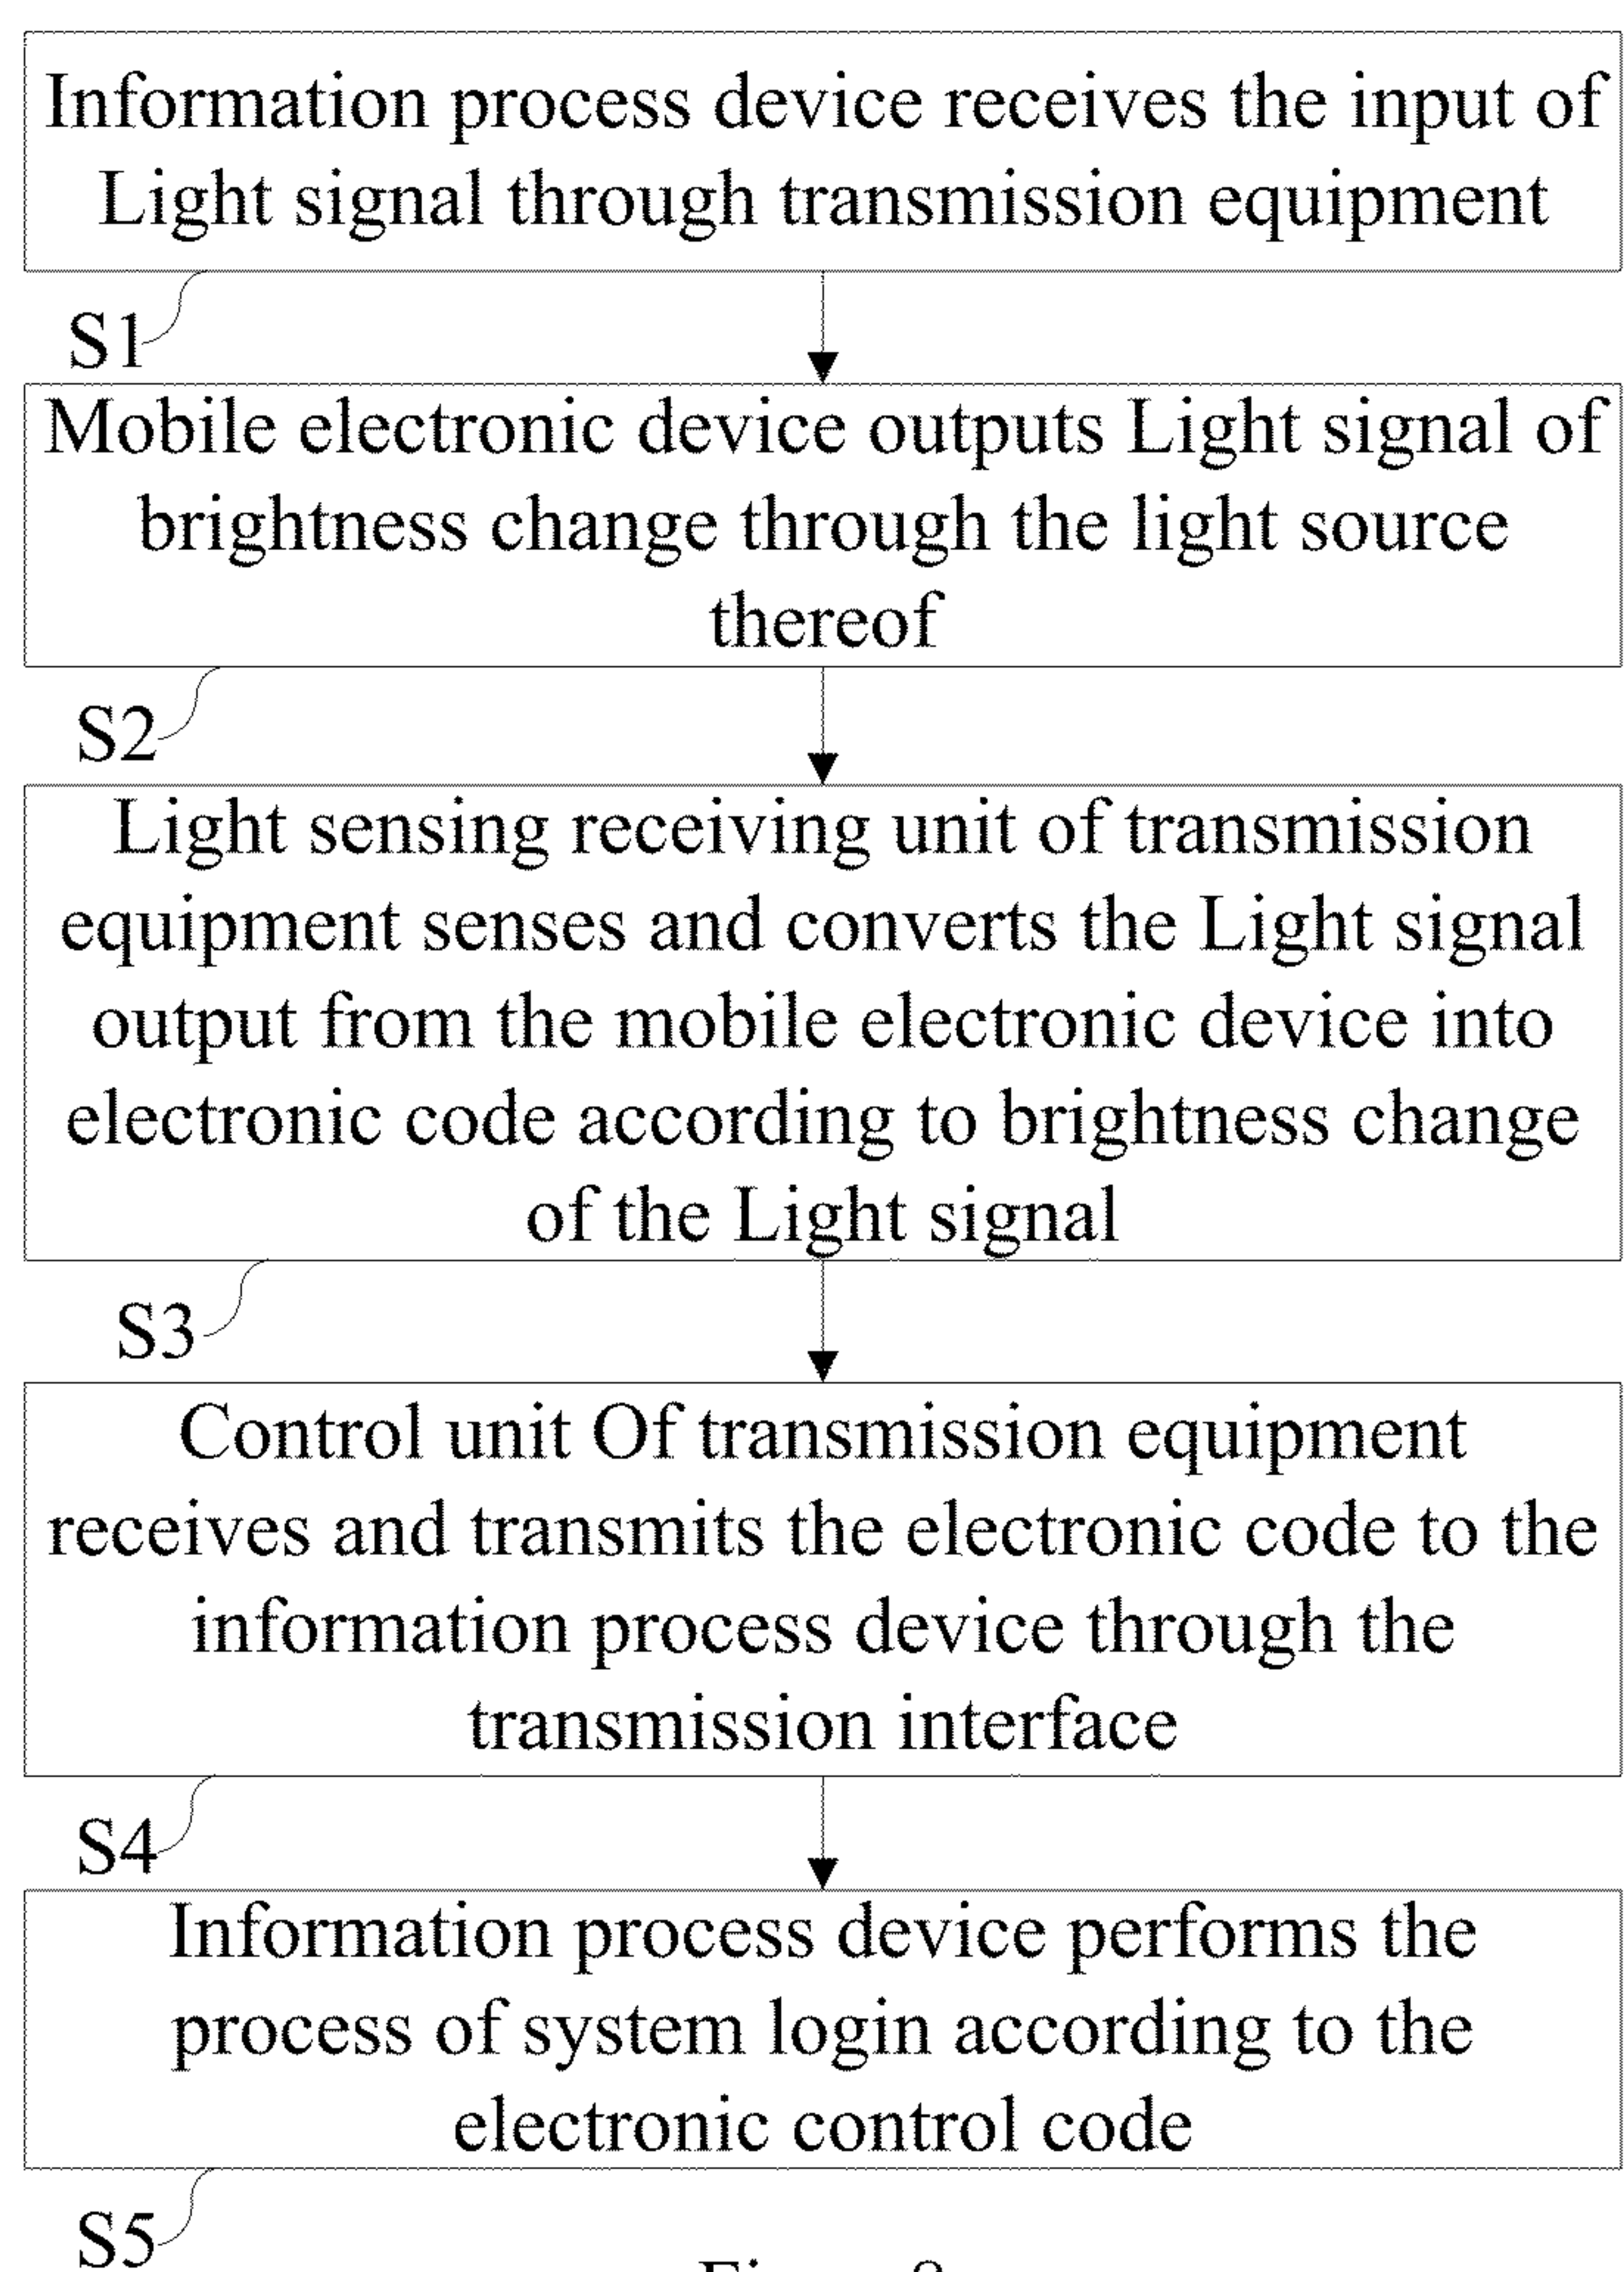 Information process device receives the input of
Light signal through transmission equipment
S1
Mobile electronic device outputs Light signal of
brightness change through the light source
thereof
S2
Light sensing receiving unit of transmission
equipment senses and converts the Light signal
output from the mobile electronic device into
electronic code according to brightness change
of the Light signal
S3
Control unit Of transmission equipment
receives and transmits the electronic code to the
information process device through the
transmission interface
S4
Information process device performs the
process of system login according to the
electronic control code
S5